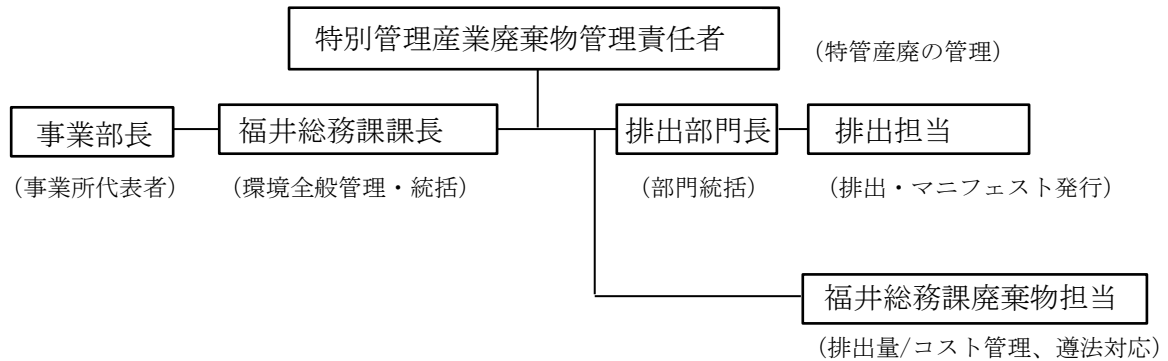 特別管理産業廃棄物管理責任者
（特管産廃の管理）
事業部長
福井総務課課長
排出部門長
排出担当
（事業所代表者）
（環境全般管理・統括）
（部門統括）
（排出・マニフェスト発行）
福井総務課廃棄物担当
（排出量/コスト管理、遵法対応）